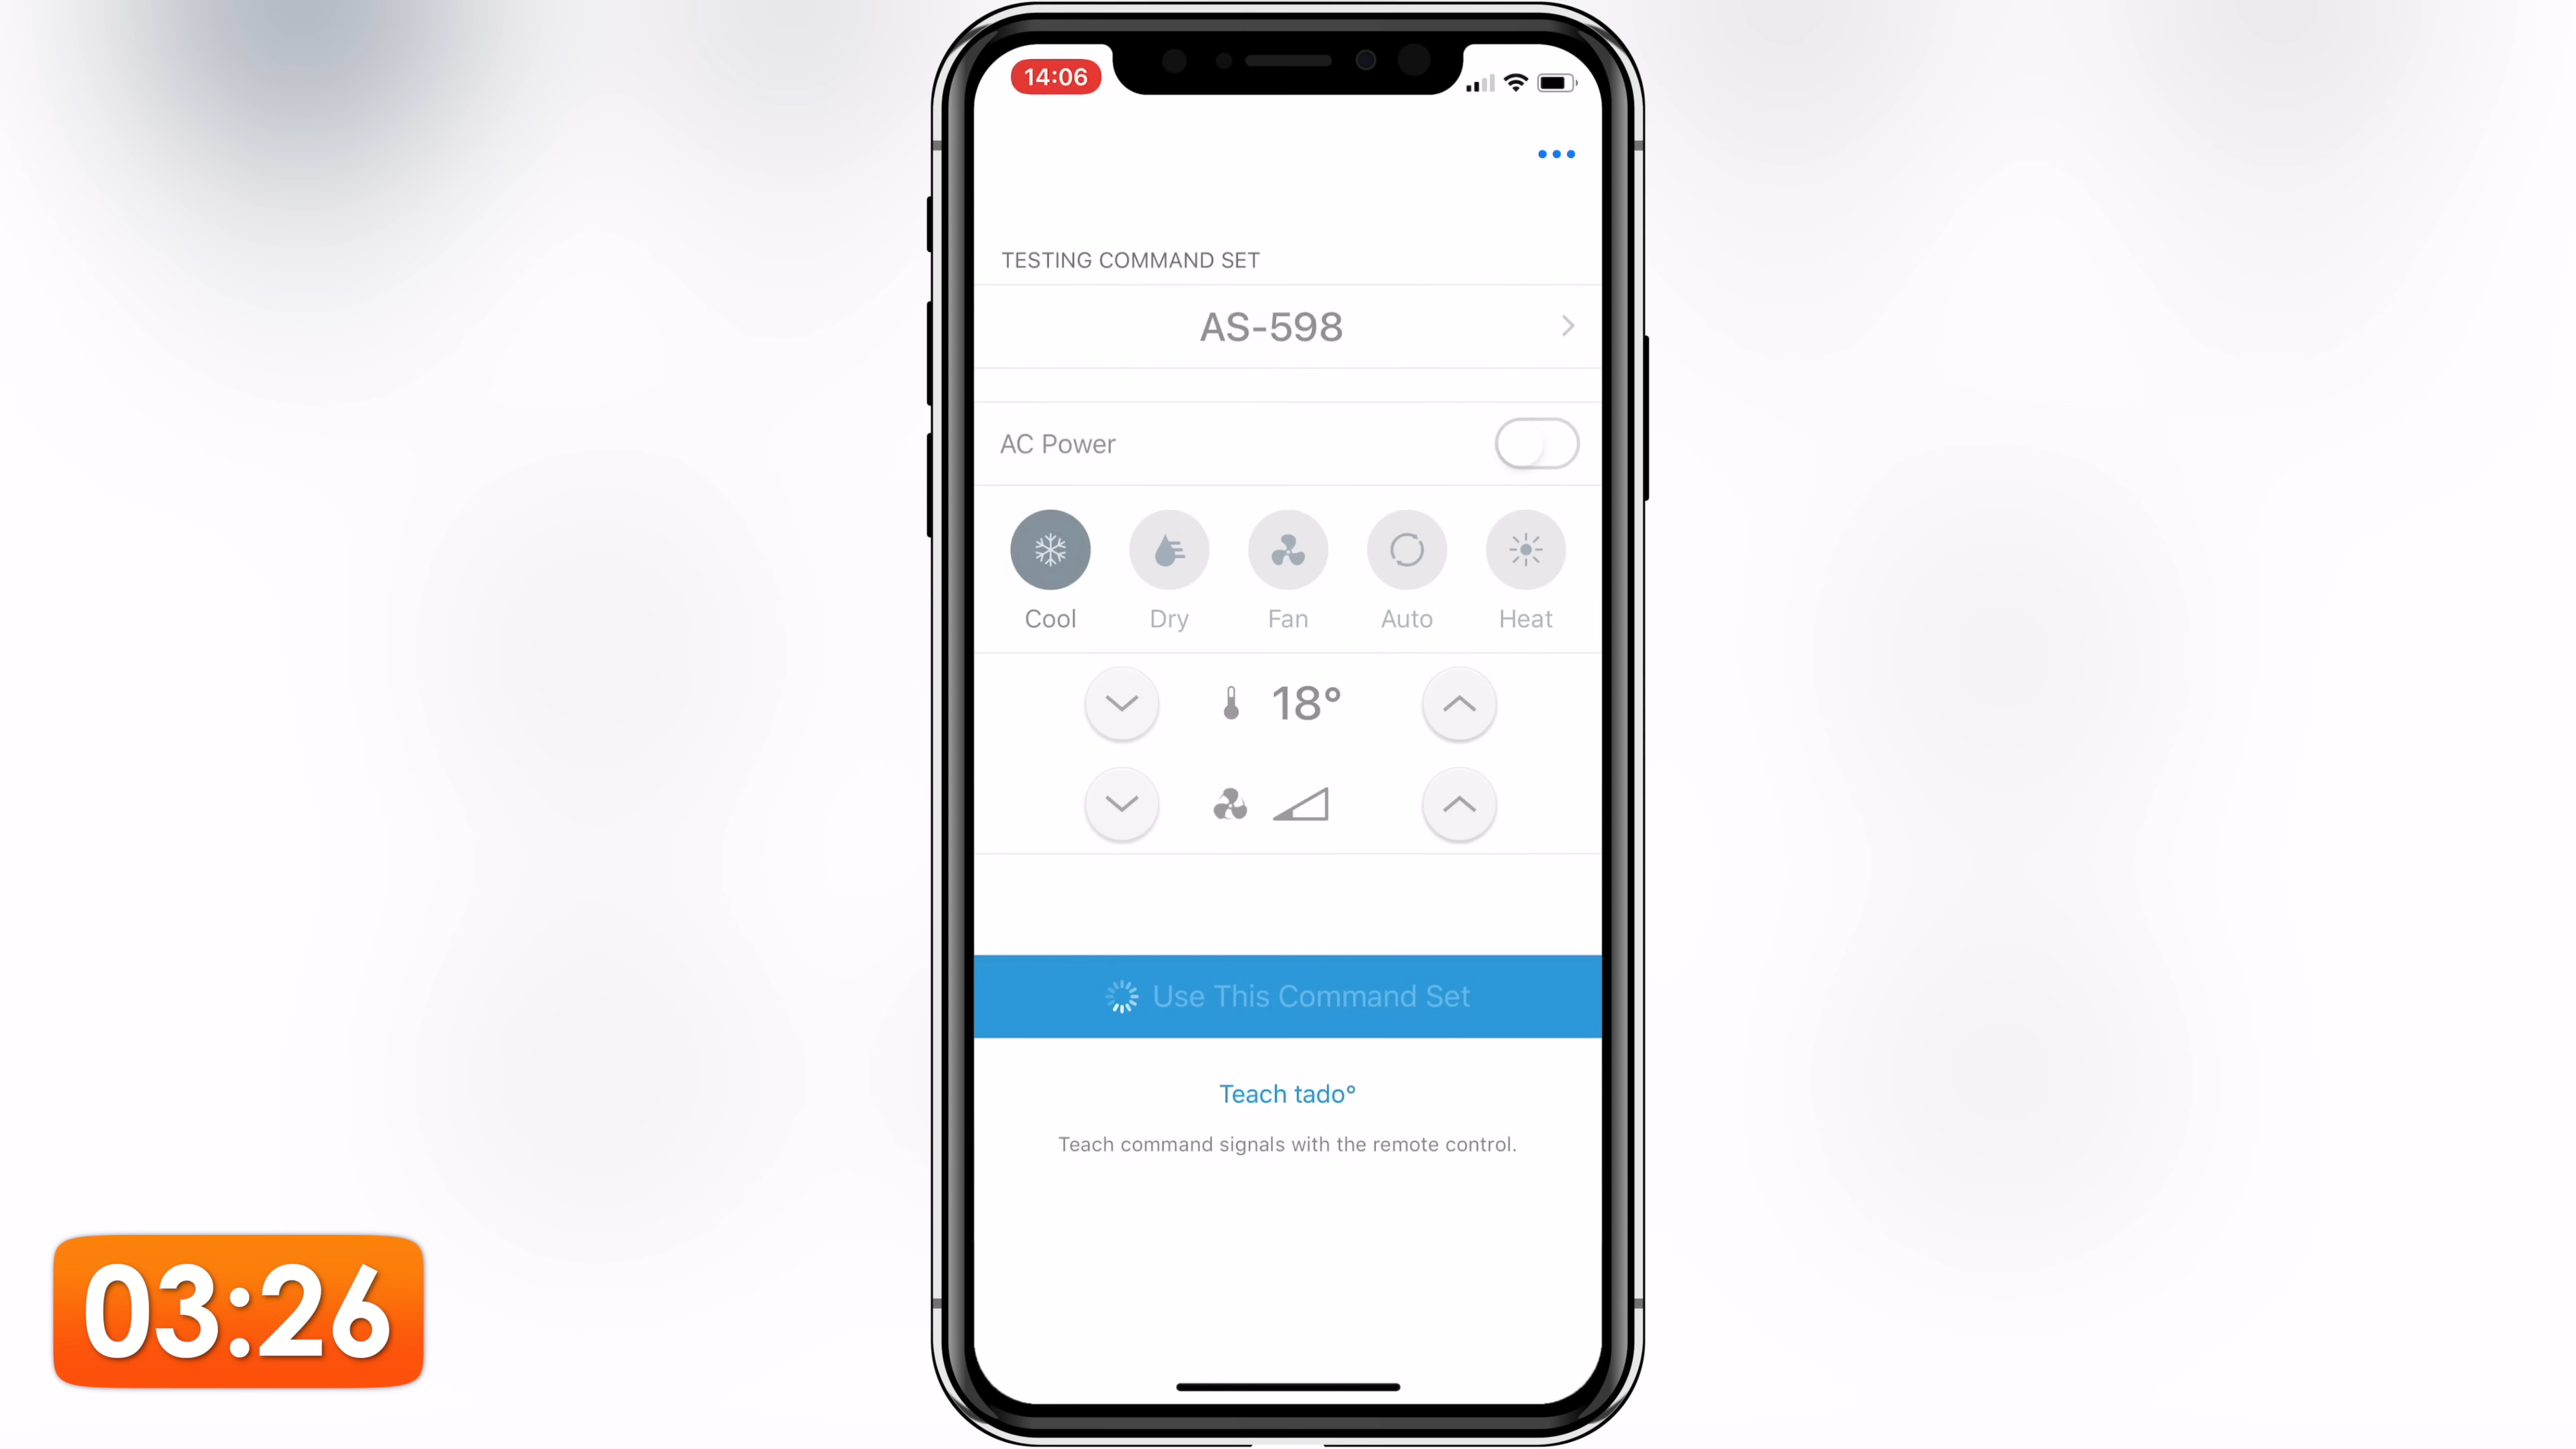 14:06
TESTING COMMAND SET
AS-598
AC Power
Cool Dry Fan Auto Heat
18°
Use This Command Set
Teach tado°
Teach command signals with the remote control.
03:26